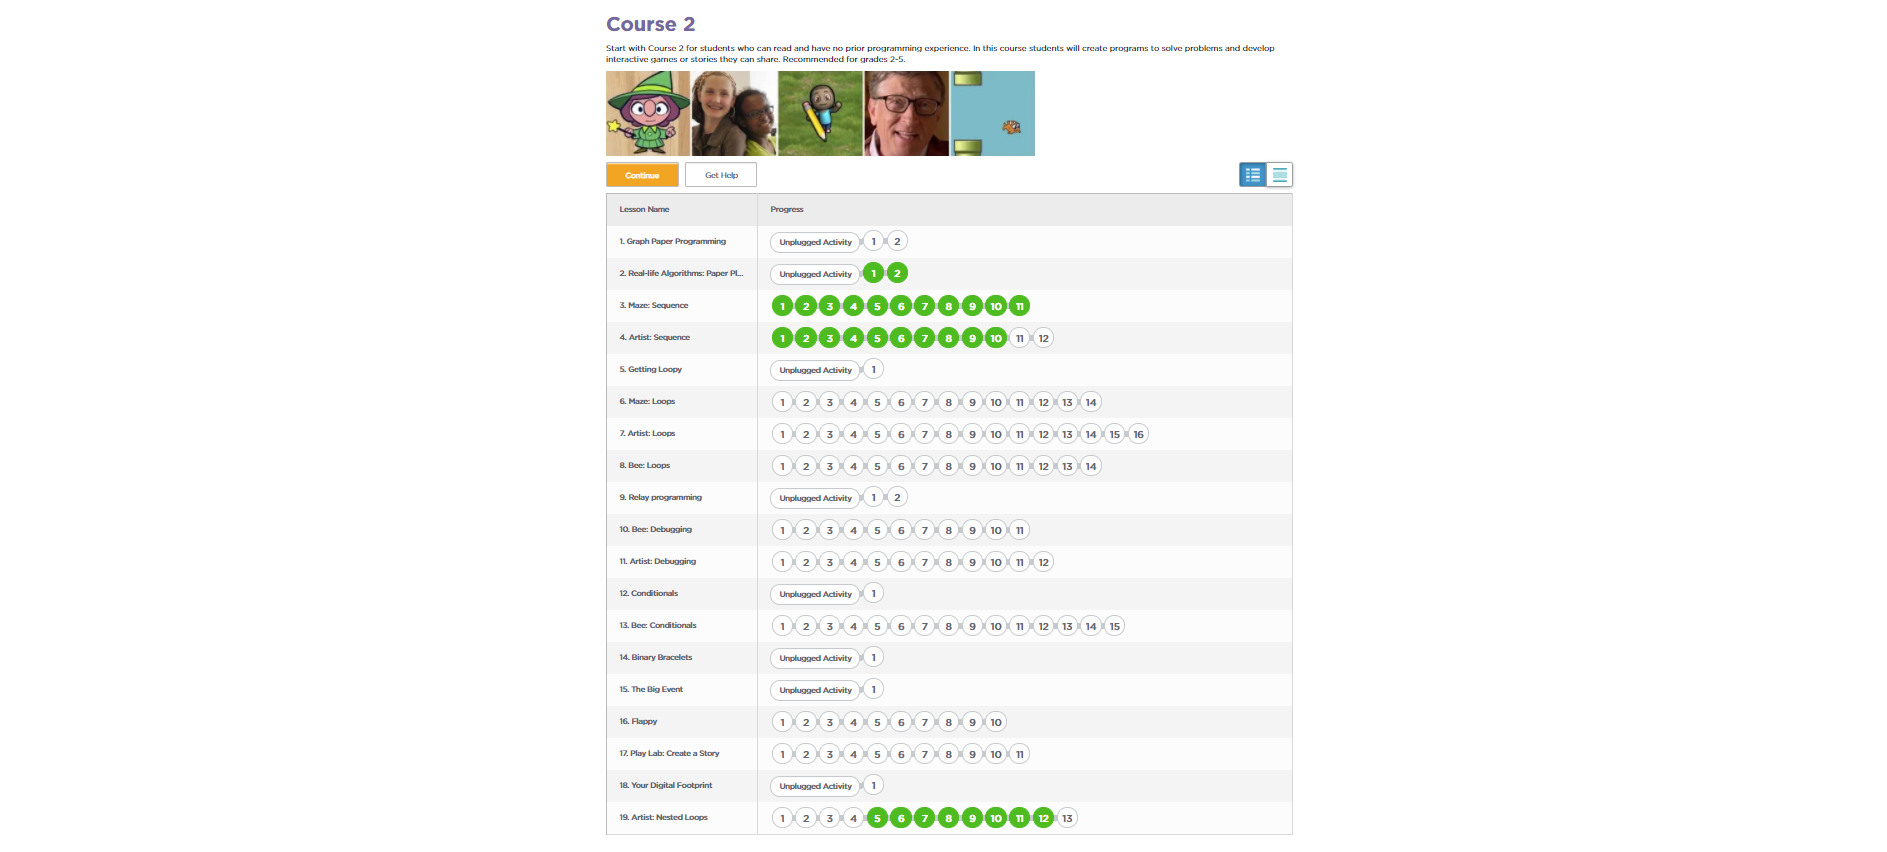 Course 2
Start with Course 2 for students who can read and have no prior programming experience. In this course students will create programs to solve problems and develop
interactive games or stories they can share. Recommended for grades 2-5.
Continue Get Help
Lesson Name Progress
1. Graph Paper Programming Unplugged Activity 1 2
2. Real-life Algorithms: Paper Pl... Unplugged Activity 1 2
3. Maze: Sequence 1 2 3 4 5 6 7 8 9 10 11
4. Artist: Sequence 1 2 3 4 5 6 7 8 9 10 11 12
5. Getting Loopy Unplugged Activity 1
6. Maze: Loops 1 2 3 4 5 6 7 8 9 10 11 12 13 14
7. Artist: Loops 1 2 3 4 5 6 7 8 9 10 11 12 13 14 15 16
8. Bee: Loops 1 2 3 4 5 6 7 8 9 10 11 12 13 14
9. Relay programming Unplugged Activity 1 2
10. Bee: Debugging 1 2 3 4 5 6 7 8 9 10 11
11. Artist: Debugging 1 2 3 4 5 6 7 8 9 10 11 12
12. Conditionals Unplugged Activity 1
13. Bee: Conditionals 1 2 3 4 5 6 7 8 9 10 11 12 13 14 15
14. Binary Bracelets Unplugged Activity 1
15. The Big Event Unplugged Activity 1
16. Flappy 1 2 3 4 5 6 7 8 9 10
17. Play Lab: Create a Story 1 2 3 4 5 6 7 8 9 10 11
18. Your Digital Footprint Unplugged Activity 1
19. Artist: Nested Loops 1 2 3 4 5 6 7 8 9 10 11 12 13